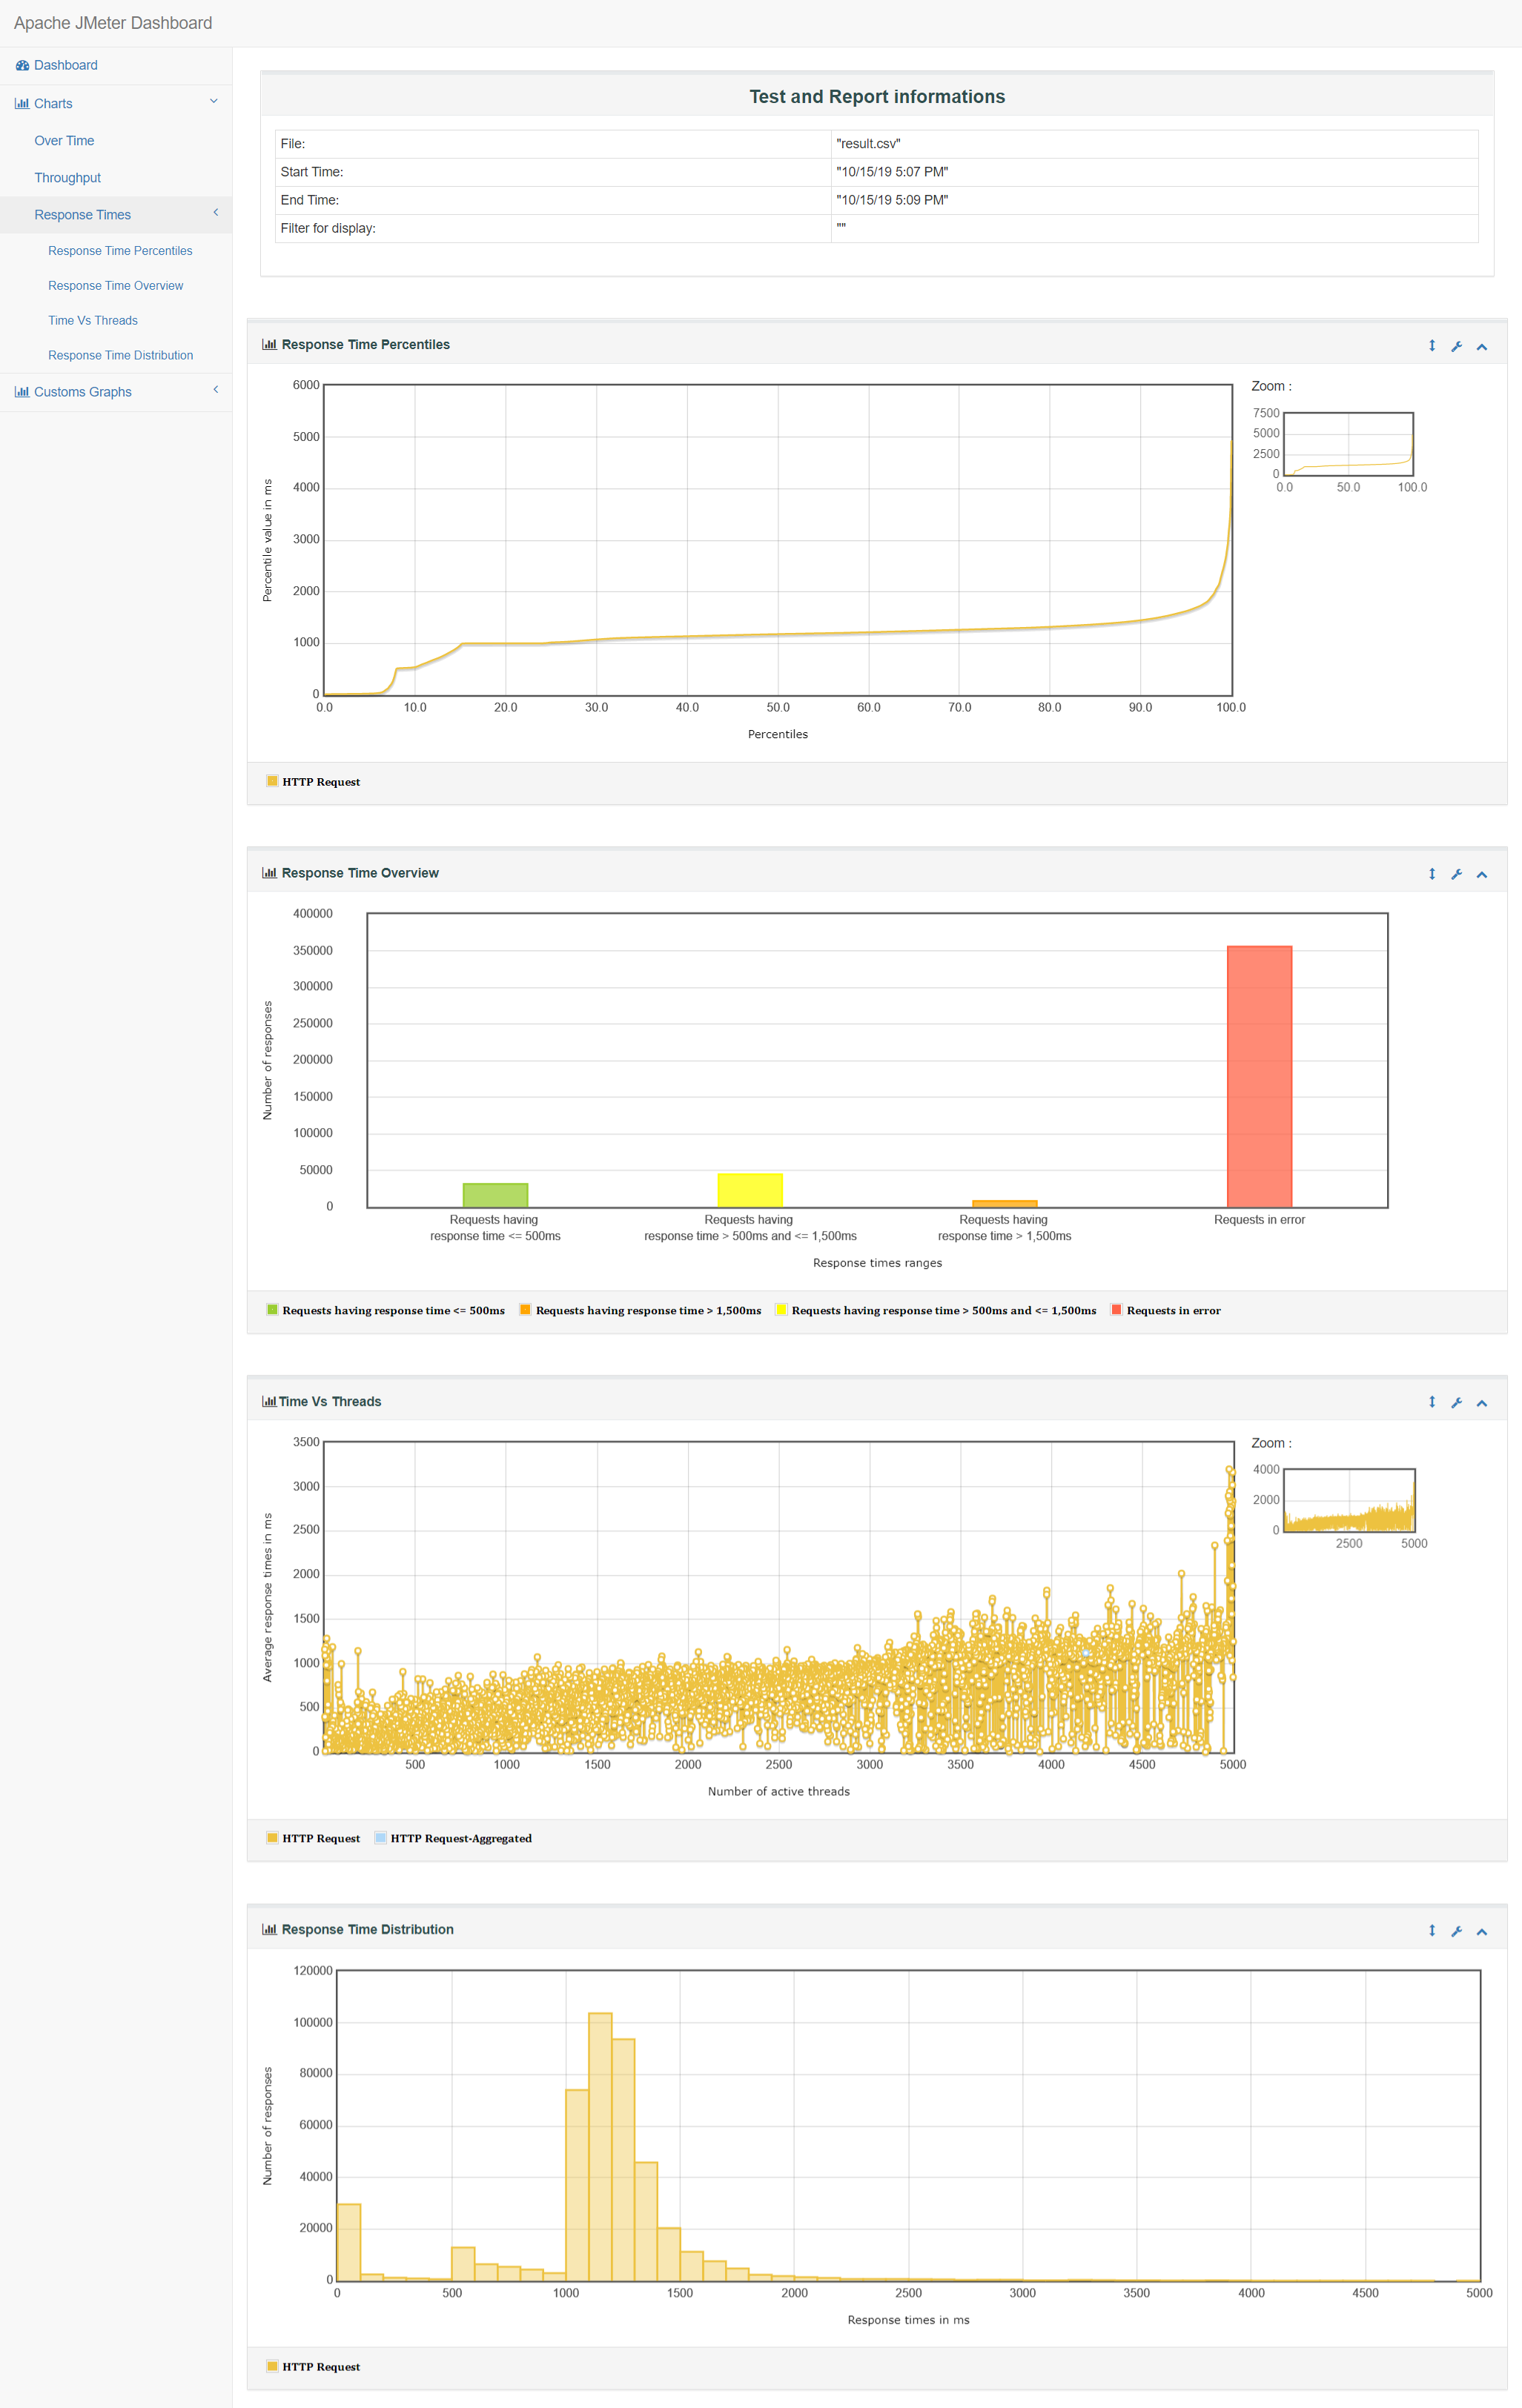 Apache JMeter Dashboard
Dashboard
Charts
Over Time
Throughput
Response Times
Response Time Percentiles
Response Time Overview
Time Vs Threads
Response Time Distribution
Customs Graphs
Test and Report informations
File: "result.csv"
Start Time: "10/15/19 5:07 PM"
End Time: "10/15/19 5:09 PM"
Filter for display: ""
Response Time Percentiles
6000
5000
4000
3000
2000
1000
0
Percentile value in ms
0.0 10.0 20.0 30.0 40.0 50.0 60.0 70.0 80.0 90.0 100.0
Percentiles
Zoom :
7500
5000
2500
0
0.0 50.0 100.0
HTTP Request
Response Time Overview
400000
350000
300000
250000
200000
150000
100000
50000
0
Number of responses
Requests having Requests having Requests having Requests in error
response time <= 500ms response time > 500ms and <= 1,500ms response time > 1,500ms
Response times ranges
Requests having response time <= 500ms Requests having response time > 1,500ms Requests having response time > 500ms and <= 1,500ms Requests in error
Time Vs Threads
3500
3000
2500
2000
1500
1000
500
0
Average response times in ms
500 1000 1500 2000 2500 3000 3500 4000 4500 5000
Number of active threads
Zoom :
4000
2000
0
2500 5000
HTTP Request HTTP Request-Aggregated
Response Time Distribution
120000
100000
80000
60000
40000
20000
0
Number of responses
0 500 1000 1500 2000 2500 3000 3500 4000 4500 5000
Response times in ms
HTTP Request